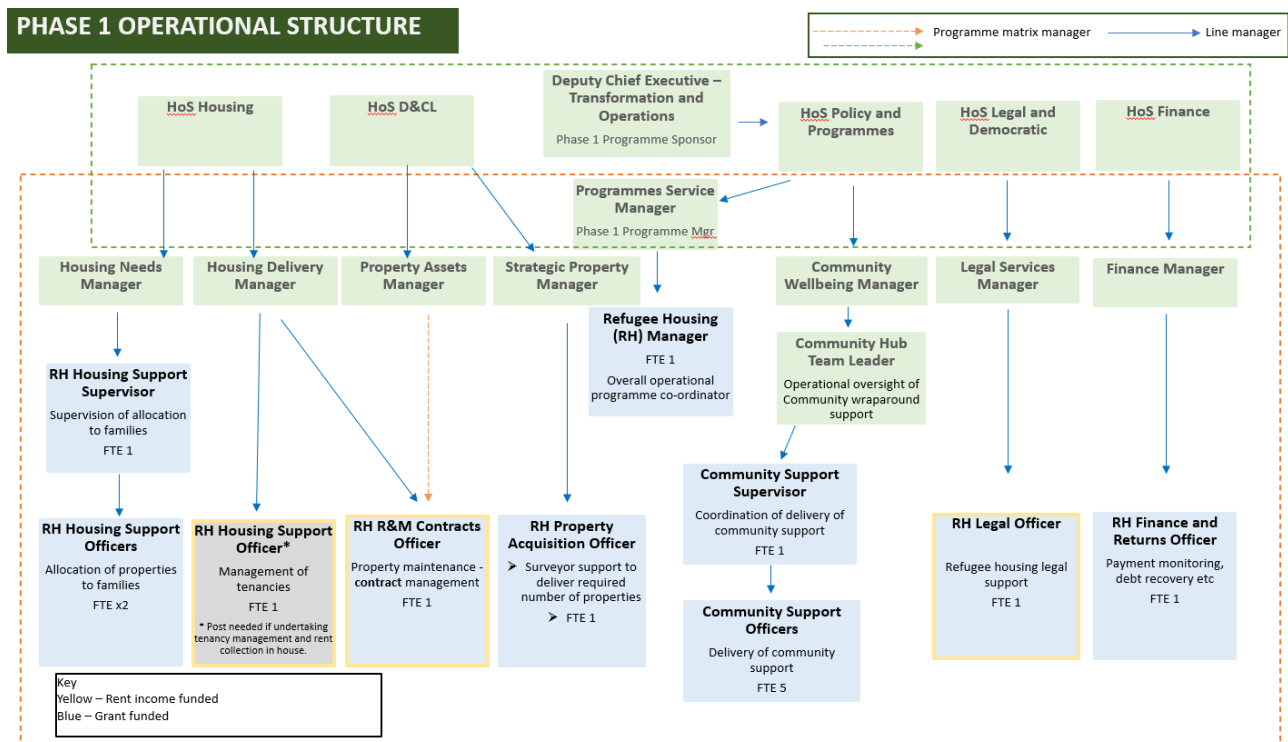 PHASE 1 OPERATIONAL STRUCTURE
Programme matrix manager
Line manager
HoS Housing
HoS D&CL
Deputy Chief Executive –
Transformation and
Operations
Phase 1 Programme Sponsor
HoS Policy and
Programmes
HoS Legal and
Democratic
HoS Finance
Programmes Service
Manager
Phase 1 Programme Mgr
Housing Needs
Manager
Housing Delivery
Manager
Property Assets
Manager
Strategic Property
Manager
Community
Wellbeing Manager
Legal Services
Manager
Finance Manager
Refugee Housing
(RH) Manager
FTE 1
Overall operational
programme co-ordinator
Community Hub
Team Leader
Operational oversight of
Community wraparound
support
RH Housing Support
Supervisor
Supervision of allocation
to families
FTE 1
Community Support
Supervisor
Coordination of delivery of
community support
FTE 1
RH Housing Support
Officers
Allocation of properties
to families
FTE x2
RH Housing Support
Officer*
Management of
tenancies
FTE 1
* Post needed if undertaking
tenancy management and rent
collection in house.
RH R&M Contracts
Officer
Property maintenance -
contract management
FTE 1
RH Property
Acquisition Officer
➢ Surveyor support to
deliver required
number of properties
➢ FTE 1
RH Legal Officer
Refugee housing legal
support
FTE 1
RH Finance and
Returns Officer
Payment monitoring,
debt recovery etc
FTE 1
Community Support
Officers
Delivery of community
support
FTE 5
Key
Yellow – Rent income funded
Blue – Grant funded